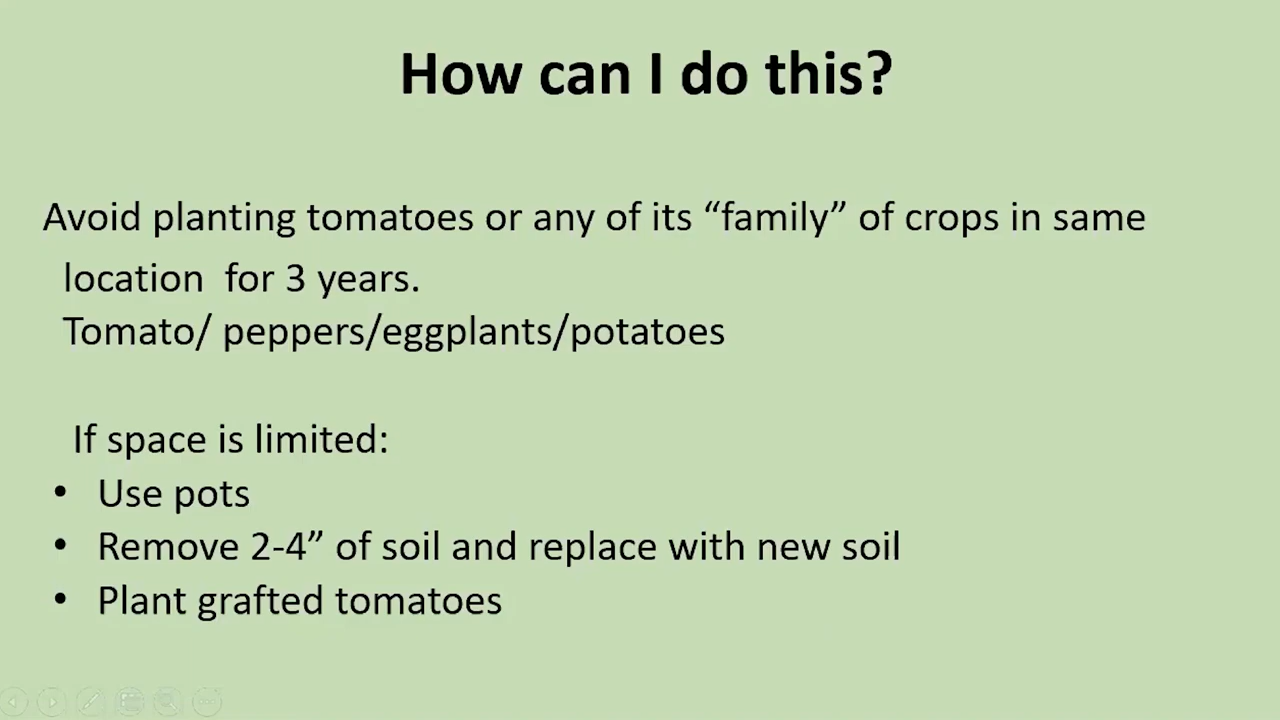 How can I do this?
Avoid planting tomatoes or any of its “family” of crops in same
location  for 3 years.
Tomato/ peppers/eggplants/potatoes
If space is limited:
• Use pots
• Remove 2-4” of soil and replace with new soil
• Plant grafted tomatoes